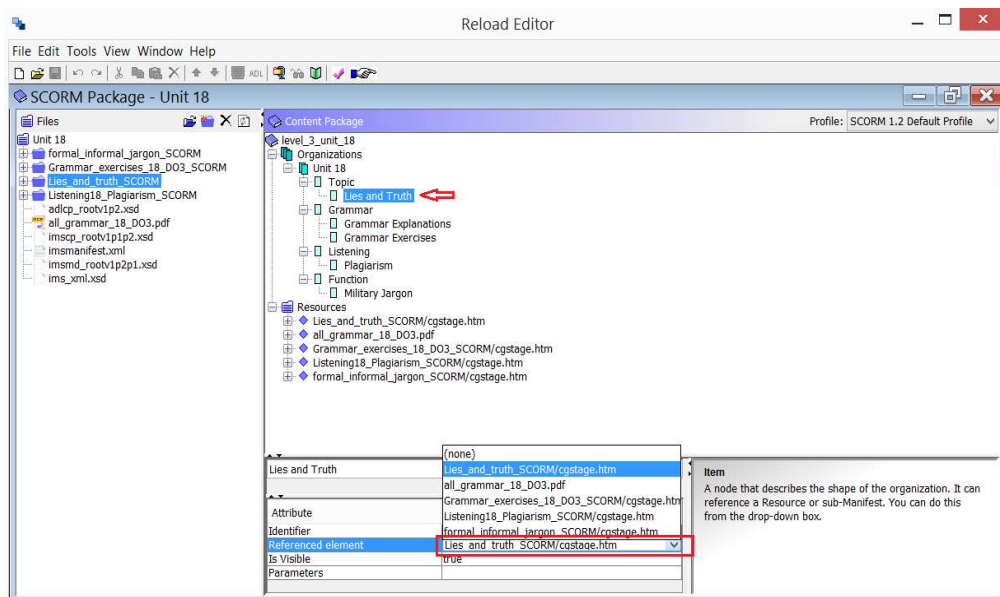 Reload Editor
File Edit Tools View Window Help
ADL
SCORM Package - Unit 18
Files
Unit 18
formal_informal_jargon_SCORM
Grammar_exercises_18_DO3_SCORM
Lies_and_truth_SCORM
Listening18_Plagiarism_SCORM
adlcp_rootv1p2.xsd
all_grammar_18_DO3.pdf
imscp_rootv1p1p2.xsd
imsmanifest.xml
imsmd_rootv1p2p1.xsd
ims_xml.xsd
Content Package
Profile: SCORM 1.2 Default Profile
level_3_unit_18
Organizations
Unit 18
Topic
Lies and Truth
Grammar
Grammar Explanations
Grammar Exercises
Listening
Plagiarism
Function
Military Jargon
Resources
Lies_and_truth_SCORM/cgstage.htm
all_grammar_18_DO3.pdf
Grammar_exercises_18_DO3_SCORM/cgstage.htm
Listening18_Plagiarism_SCORM/cgstage.htm
formal_informal_jargon_SCORM/cgstage.htm
Lies and Truth
Attribute
Identifier
Referenced element
Is Visible
Parameters
(none)
Lies_and_truth_SCORM/cgstage.htm
all_grammar_18_DO3.pdf
Grammar_exercises_18_DO3_SCORM/cgstage.htm
Listening18_Plagiarism_SCORM/cgstage.htm
formal_informal_jargon_SCORM/cgstage.htm
Lies_and_truth_SCORM/cgstage.htm
true
Item
A node that describes the shape of the organization. It can
reference a Resource or sub-Manifest. You can do this
from the drop-down box.